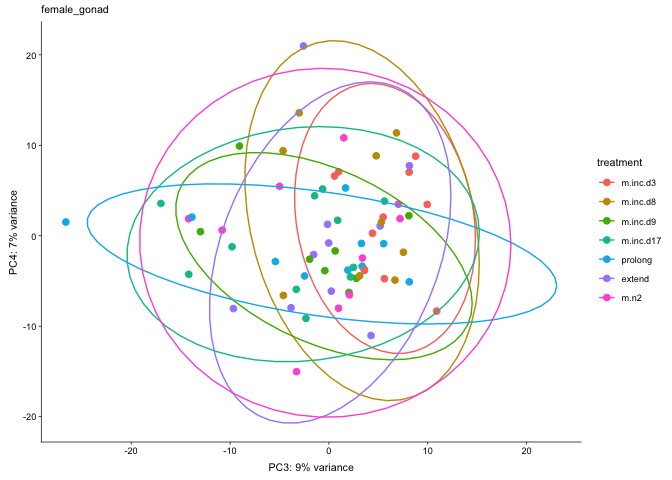 female_gonad
20
10
0
-10
-20
PC4: 7% variance
-20
-10
0
10
20
PC3: 9% variance
treatment
m.inc.d3
m.inc.d8
m.inc.d9
m.inc.d17
prolong
extend
m.n2